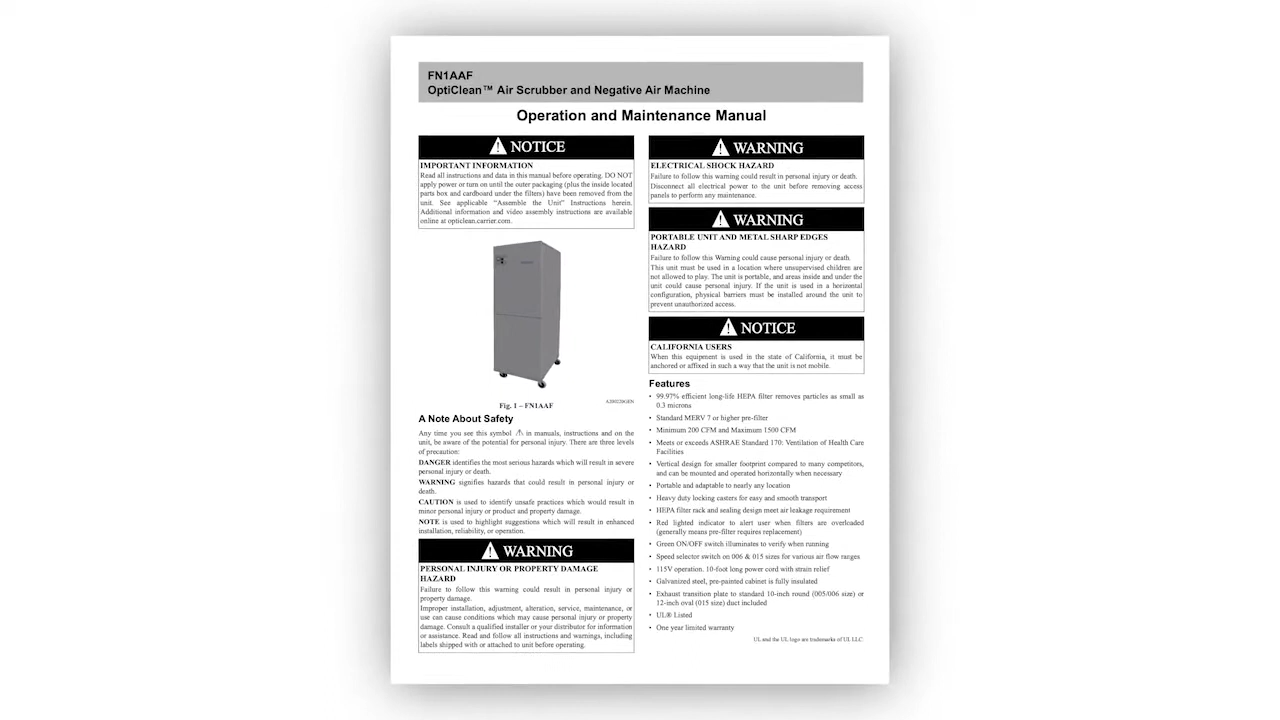 FN1AAF
OptiClean™ Air Scrubber and Negative Air Machine
Operation and Maintenance Manual
⚠ NOTICE
IMPORTANT INFORMATION
Read all instructions and data in this manual before operating. DO NOT
apply power or turn on until the outer packaging (plus the inside located
parts box and cardboard under the filters) have been removed from the
unit. See applicable “Assemble the Unit” Instructions herein.
Additional information and video assembly instructions are available
online at opticlean.carrier.com.
A200220GEN
Fig. 1 – FN1AAF
A Note About Safety
Any time you see this symbol ⚠ in manuals, instructions and on the
unit, be aware of the potential for personal injury. There are three levels
of precaution:
DANGER identifies the most serious hazards which will result in severe
personal injury or death.
WARNING signifies hazards that could result in personal injury or
death.
CAUTION is used to identify unsafe practices which would result in
minor personal injury or product and property damage.
NOTE is used to highlight suggestions which will result in enhanced
installation, reliability, or operation.
⚠ WARNING
PERSONAL INJURY OR PROPERTY DAMAGE
HAZARD
Failure to follow this warning could result in personal injury or
property damage.
Improper installation, adjustment, alteration, service, maintenance, or
use can cause conditions which may cause personal injury or property
damage. Consult a qualified installer or your distributor for information
or assistance. Read and follow all instructions and warnings, including
labels shipped with or attached to unit before operating.
⚠ WARNING
ELECTRICAL SHOCK HAZARD
Failure to follow this warning could result in personal injury or death.
Disconnect all electrical power to the unit before removing access
panels to perform any maintenance.
⚠ WARNING
PORTABLE UNIT AND METAL SHARP EDGES
HAZARD
Failure to follow this Warning could cause personal injury or death
This unit must be used in a location where unsupervised children are
not allowed to play. The unit is portable, and areas inside and under the
unit could cause personal injury. If the unit is used in a horizontal
configuration, physical barriers must be installed around the unit to
prevent unauthorized access.
⚠ NOTICE
CALIFORNIA USERS
When this equipment is used in the state of California, it must be
anchored or affixed in such a way that the unit is not mobile.
Features
• 99.97% efficient long-life HEPA filter removes particles as small as
0.3 microns
• Standard MERV 7 or higher pre-filter
• Minimum 200 CFM and Maximum 1500 CFM
• Meets or exceeds ASHRAE Standard 170: Ventilation of Health Care
Facilities
• Vertical design for smaller footprint compared to many competitors,
and can be mounted and operated horizontally when necessary
• Portable and adaptable to nearly any location
• Heavy duty locking casters for easy and smooth transport
• HEPA filter rack and sealing design meet air leakage requirement
• Red lighted indicator to alert user when filters are overloaded
(generally means pre-filter requires replacement)
• Green ON/OFF switch illuminates to verify when running
• Speed selector switch on 006 & 015 sizes for various air flow ranges
• 115V operation. 10-foot long power cord with strain relief
• Galvanized steel, pre-painted cabinet is fully insulated
• Exhaust transition plate to standard 10-inch round (005/006 size) or
12-inch oval (015 size) duct included
• UL® Listed
• One year limited warranty
UL and the UL logo are trademarks of UL LLC